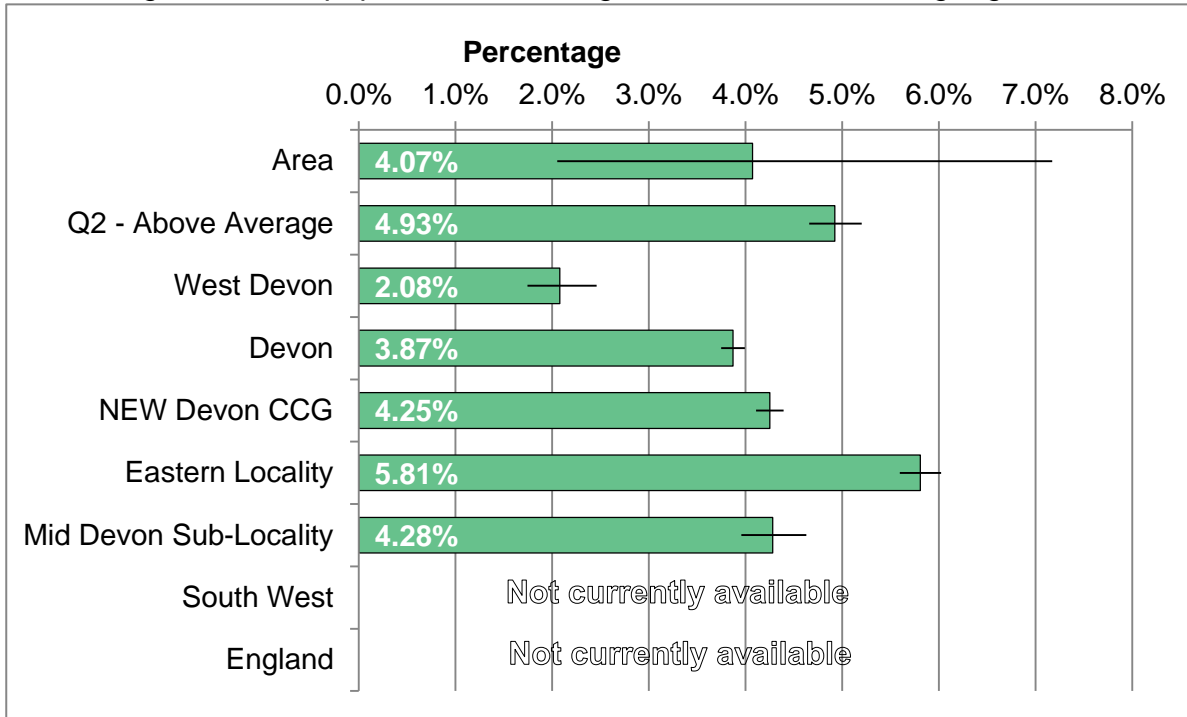 Percentage
0.0% 1.0% 2.0% 3.0% 4.0% 5.0% 6.0% 7.0% 8.0%
Area 4.07%
Q2 - Above Average 4.93%
West Devon 2.08%
Devon 3.87%
NEW Devon CCG 4.25%
Eastern Locality 5.81%
Mid Devon Sub-Locality 4.28%
South West Not currently available
England Not currently available